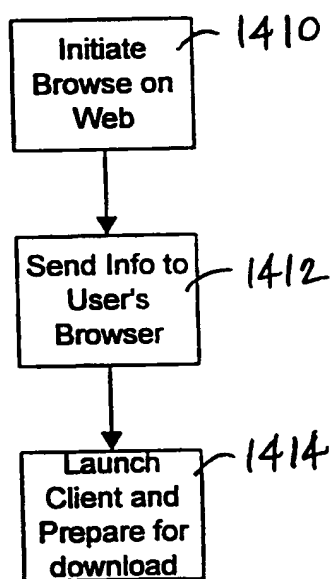 Initiate
Browse on
Web
1410
Send Info to
User's
Browser
1412
Launch
Client and
Prepare for
download
1414